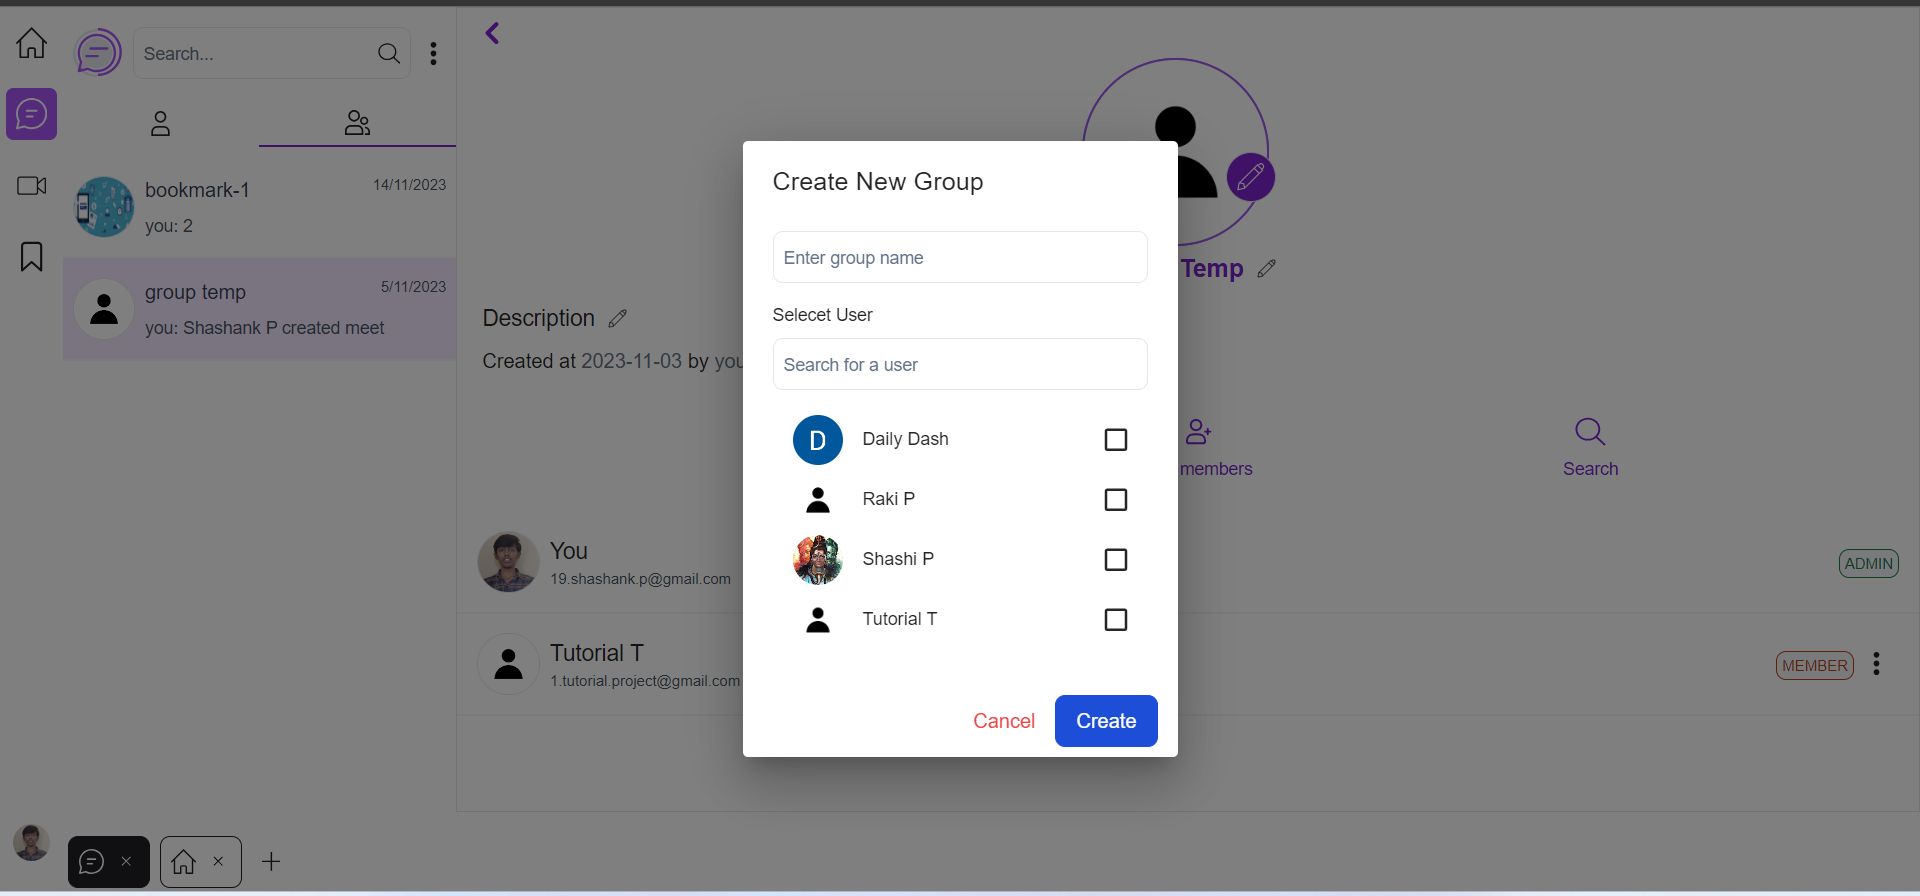 Search...
bookmark-1
14/11/2023
you: 2
group temp
5/11/2023
you: Shashank P created meet
Temp
Description
Created at 2023-11-03 by you
members
Search
You
19.shashank.p@gmail.com
ADMIN
Tutorial T
1.tutorial.project@gmail.com
MEMBER
Create New Group
Enter group name
Selecet User
Search for a user
D
Daily Dash
Raki P
Shashi P
Tutorial T
Cancel
Create